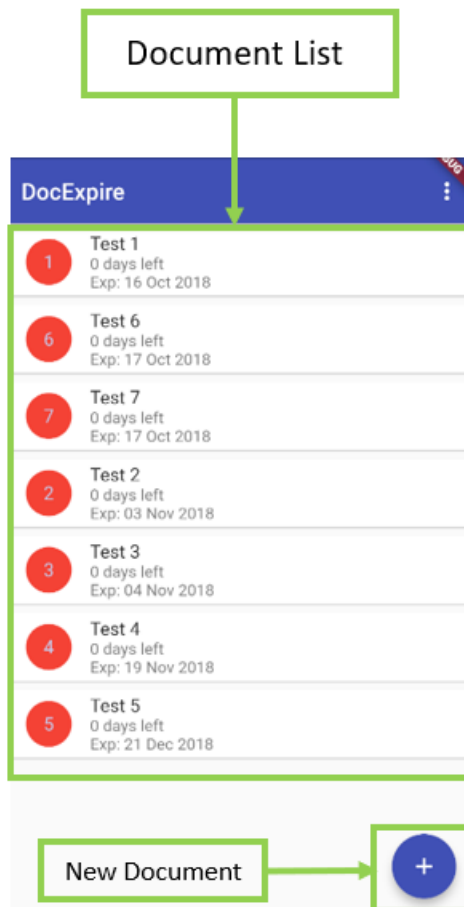 Document List
DocExpire
1
Test 1
0 days left
Exp: 16 Oct 2018
6
Test 6
0 days left
Exp: 17 Oct 2018
7
Test 7
0 days left
Exp: 17 Oct 2018
2
Test 2
0 days left
Exp: 03 Nov 2018
3
Test 3
0 days left
Exp: 04 Nov 2018
4
Test 4
0 days left
Exp: 19 Nov 2018
5
Test 5
0 days left
Exp: 21 Dec 2018
New Document
+